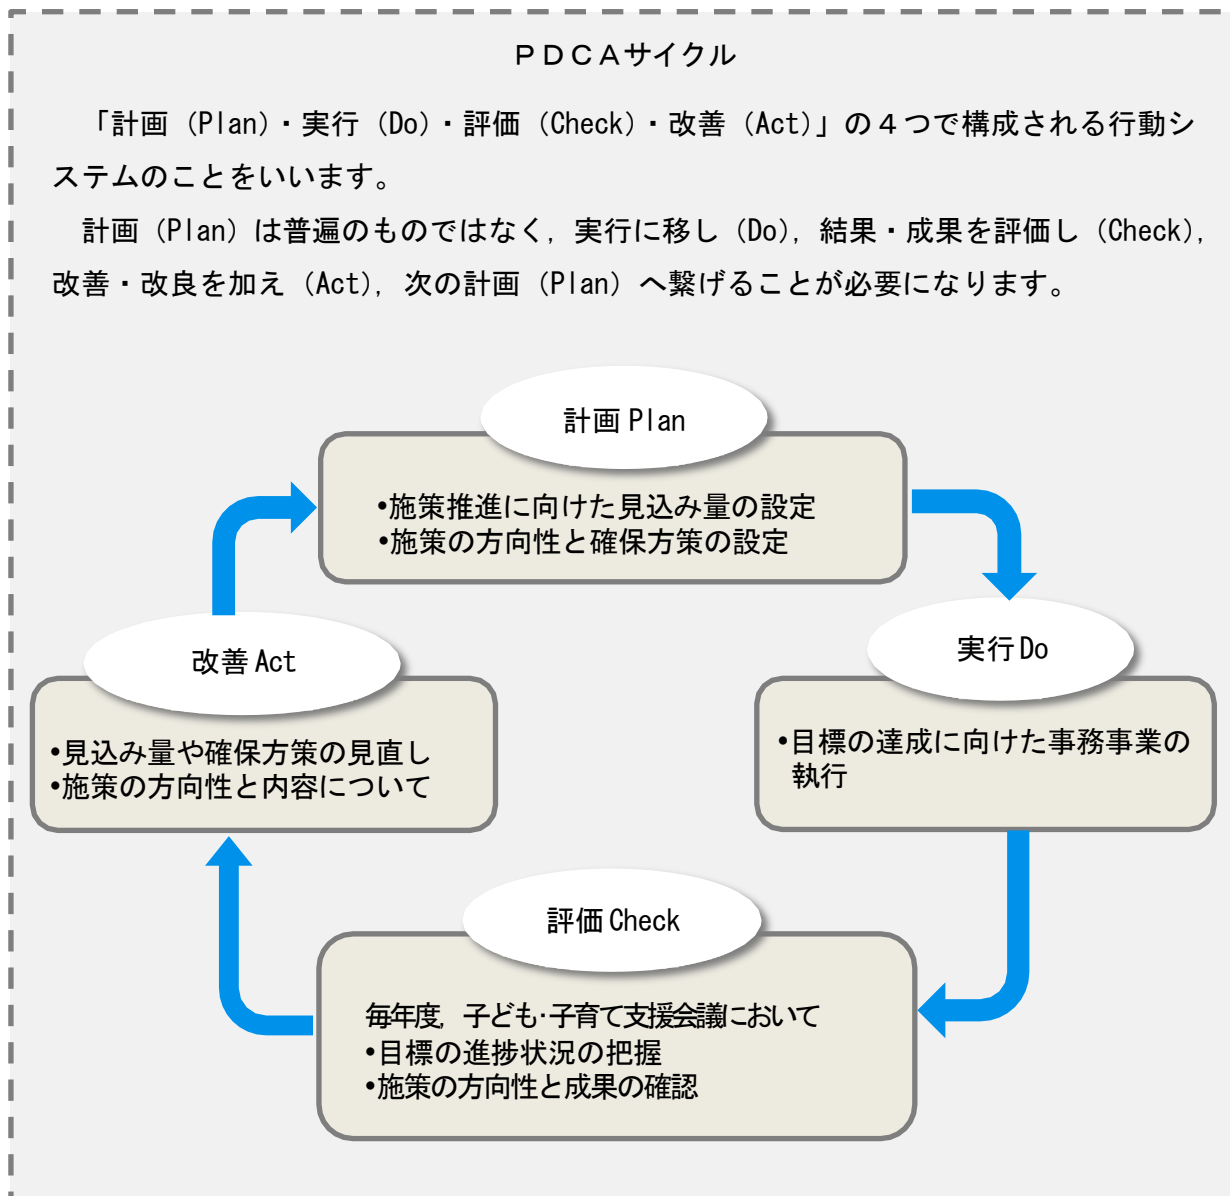 ＰＤＣＡサイクル
「計画（Plan）・実行（Do）・評価（Check）・改善（Act）」の４つで構成される行動シ
ステムのことをいいます。
計画（Plan）は普遍のものではなく，実行に移し（Do），結果・成果を評価し（Check），
改善・改良を加え（Act），次の計画（Plan）へ繋げることが必要になります。
計画 Plan
•施策推進に向けた見込み量の設定
•施策の方向性と確保方策の設定
実行 Do
•目標の達成に向けた事務事業の
執行
評価 Check
毎年度，子ども・子育て支援会議において
•目標の進捗状況の把握
•施策の方向性と成果の確認
改善 Act
•見込み量や確保方策の見直し
•施策の方向性と内容について